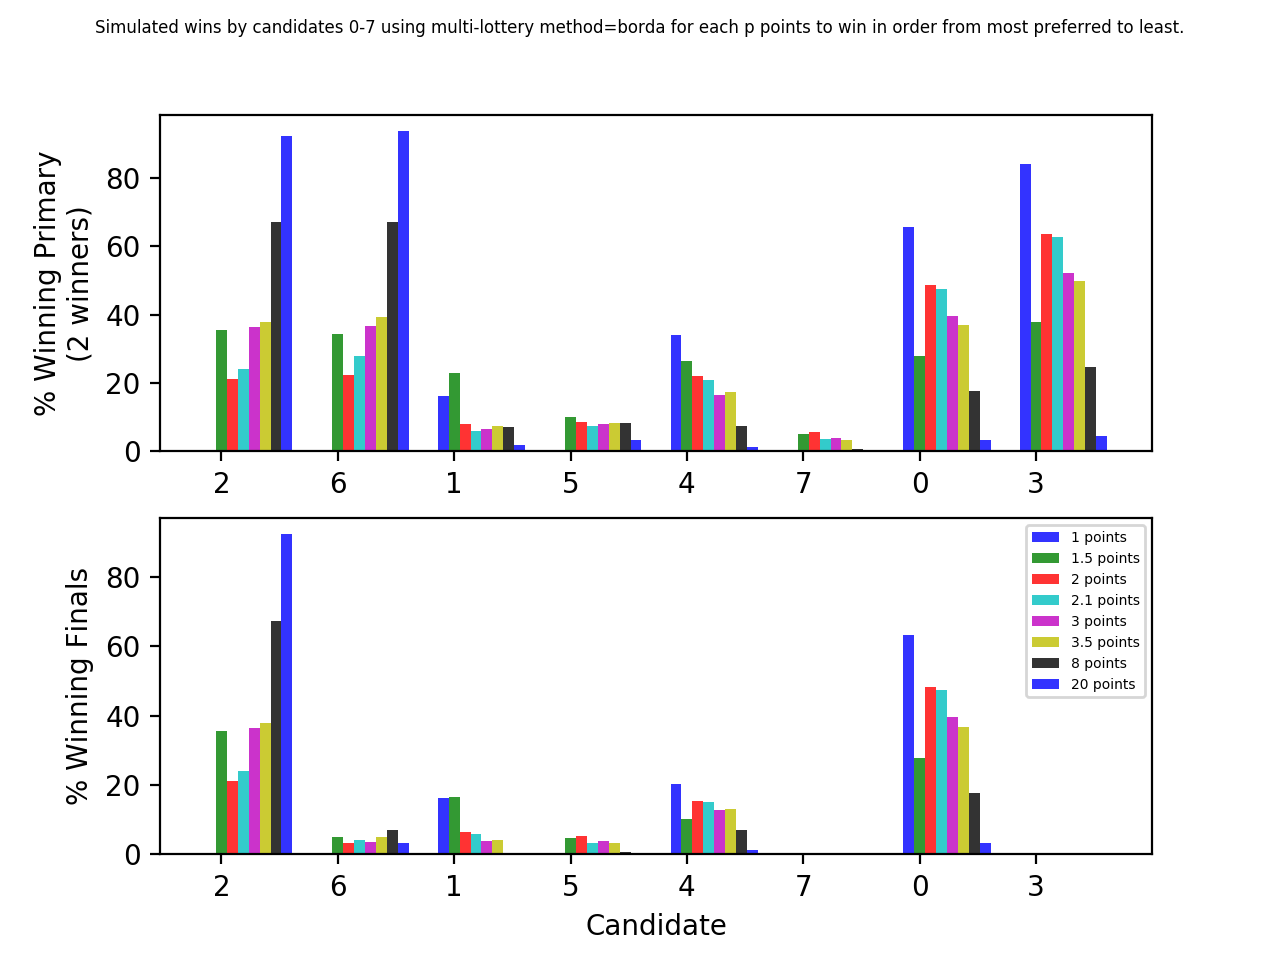 Simulated wins by candidates 0-7 using multi-lottery method=borda for each p points to win in order from most preferred to least.
% Winning Primary
(2 winners)
80
60
40
20
0
2 6 1 5 4 7 0 3
% Winning Finals
80
60
40
20
0
1 points
1.5 points
2 points
2.1 points
3 points
3.5 points
8 points
20 points
2 6 1 5 4 7 0 3
Candidate